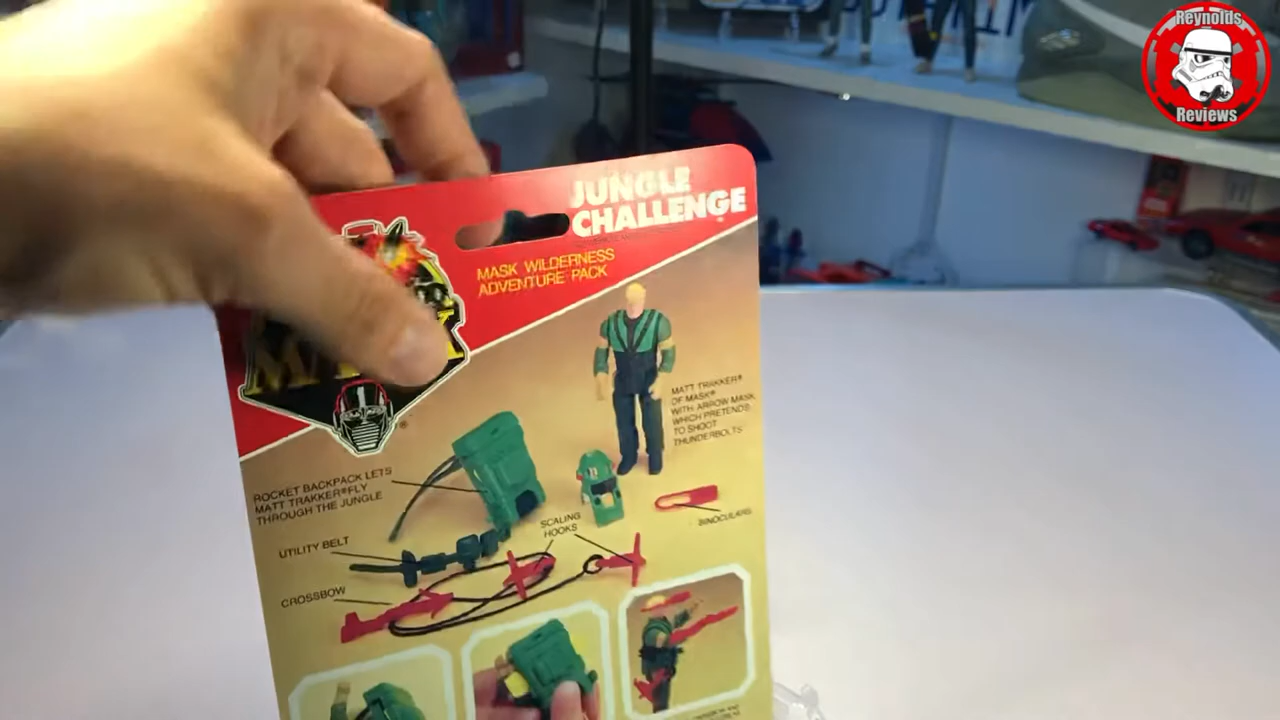 Reynolds
Reviews
JUNGLE
CHALLENGE
MASK WILDERNESS
ADVENTURE PACK
MATT TRAKKER®
OF MASK®
WITH ARROW MASK
WHICH PRETENDS
TO SHOOT
THUNDERBOLTS
ROCKET BACKPACK LETS
MATT TRAKKER® FLY
THROUGH THE JUNGLE
SCALING
HOOKS
BINOCULARS
UTILITY BELT
CROSSBOW